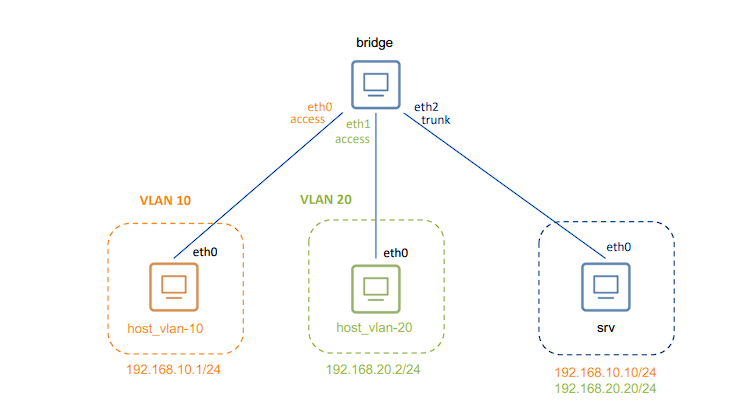 bridge
eth0
access
eth1
access
eth2
trunk
VLAN 10
VLAN 20
eth0
eth0
eth0
host_vlan-10
host_vlan-20
srv
192.168.10.1/24
192.168.20.2/24
192.168.10.10/24
192.168.20.20/24